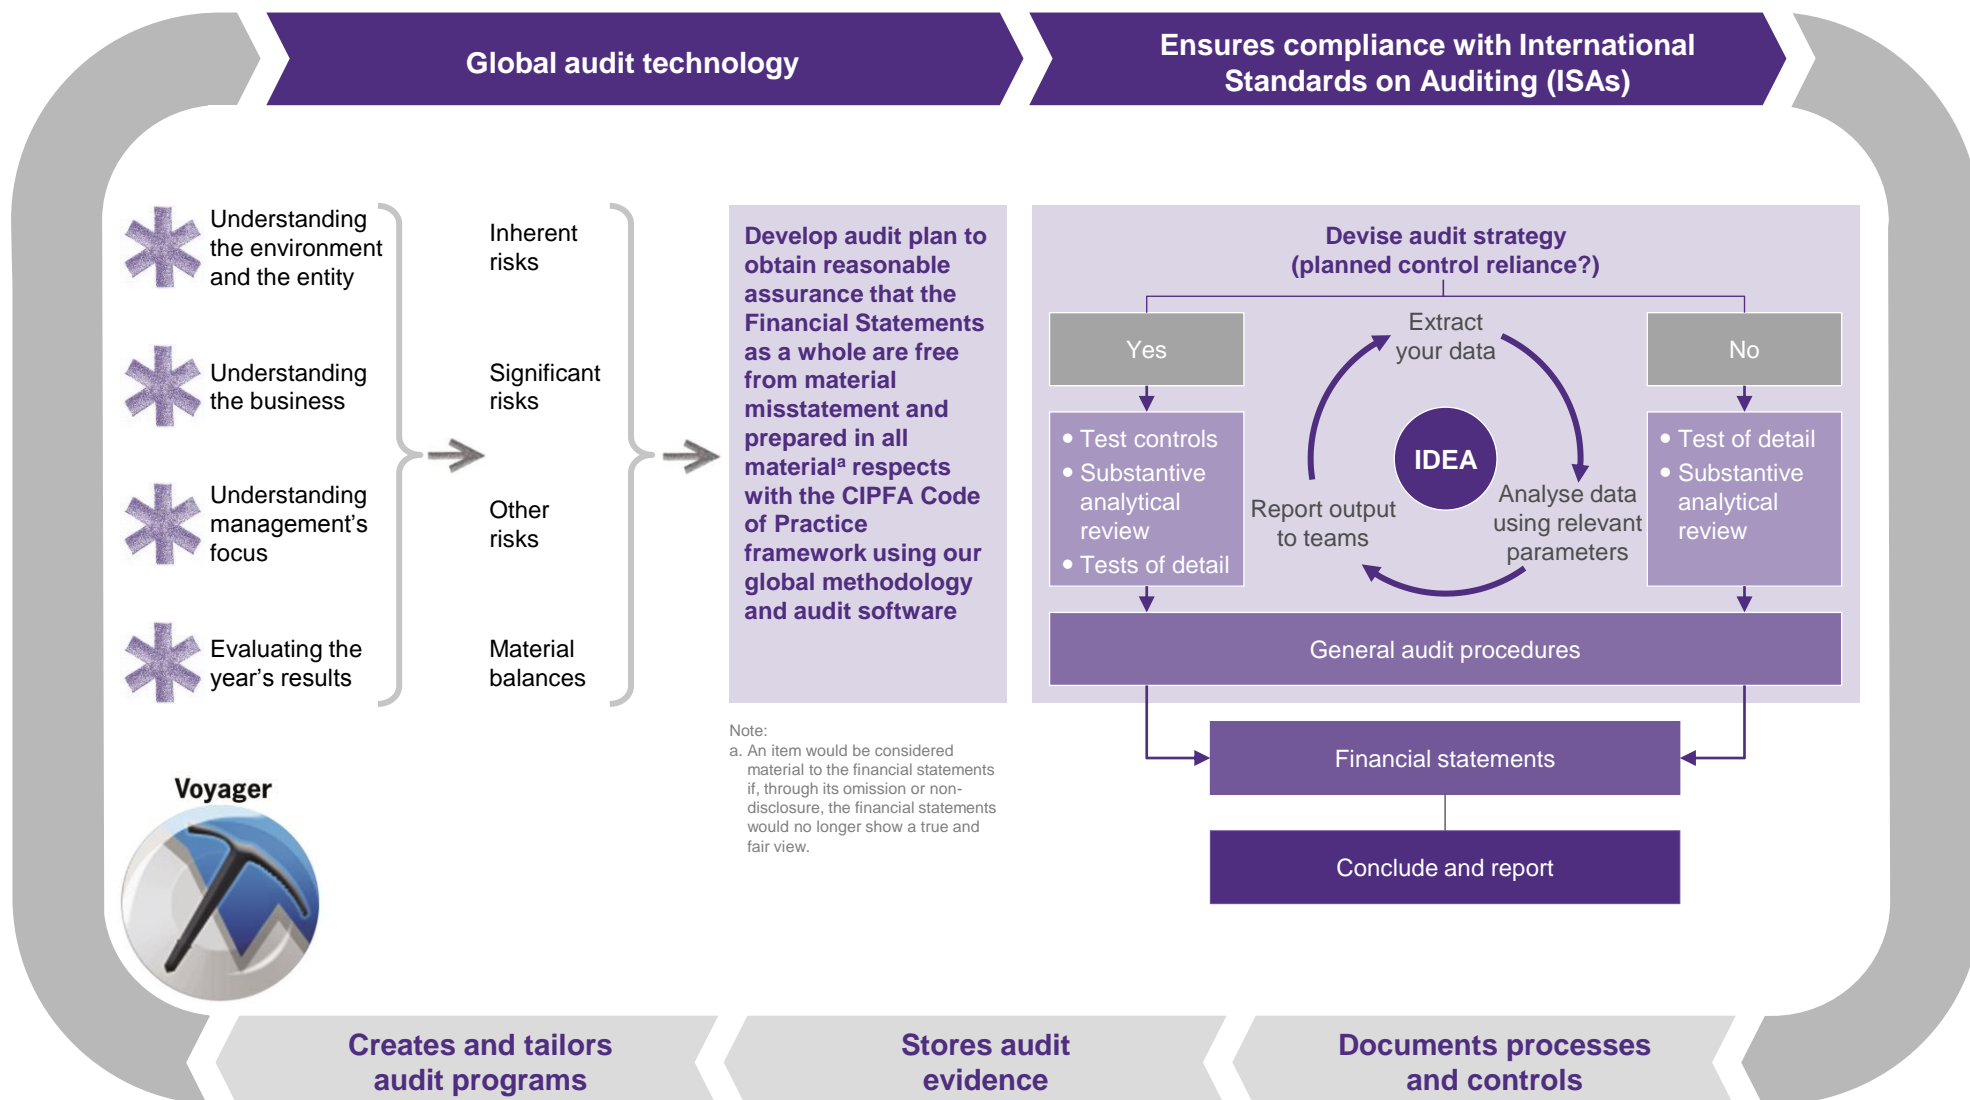 Global audit technology
Ensures compliance with International
Standards on Auditing (ISAs)
Understanding
the environment
and the entity
Understanding
the business
Understanding
management's
focus
Evaluating the
year's results
Inherent
risks
Significant
risks
Other
risks
Material
balances
Develop audit plan to
obtain reasonable
assurance that the
Financial Statements
as a whole are free
from material
misstatement and
prepared in all
materialᵃ respects
with the CIPFA Code
of Practice
framework using our
global methodology
and audit software
Note:
a. An item would be considered
material to the financial statements
if, through its omission or non-
disclosure, the financial statements
would no longer show a true and
fair view.
Devise audit strategy
(planned control reliance?)
Yes
• Test controls
• Substantive
analytical
review
• Tests of detail
Extract
your data
IDEA
Analyse data
using relevant
parameters
Report output
to teams
No
• Test of detail
• Substantive
analytical
review
General audit procedures
Financial statements
Conclude and report
Voyager
Creates and tailors
audit programs
Stores audit
evidence
Documents processes
and controls